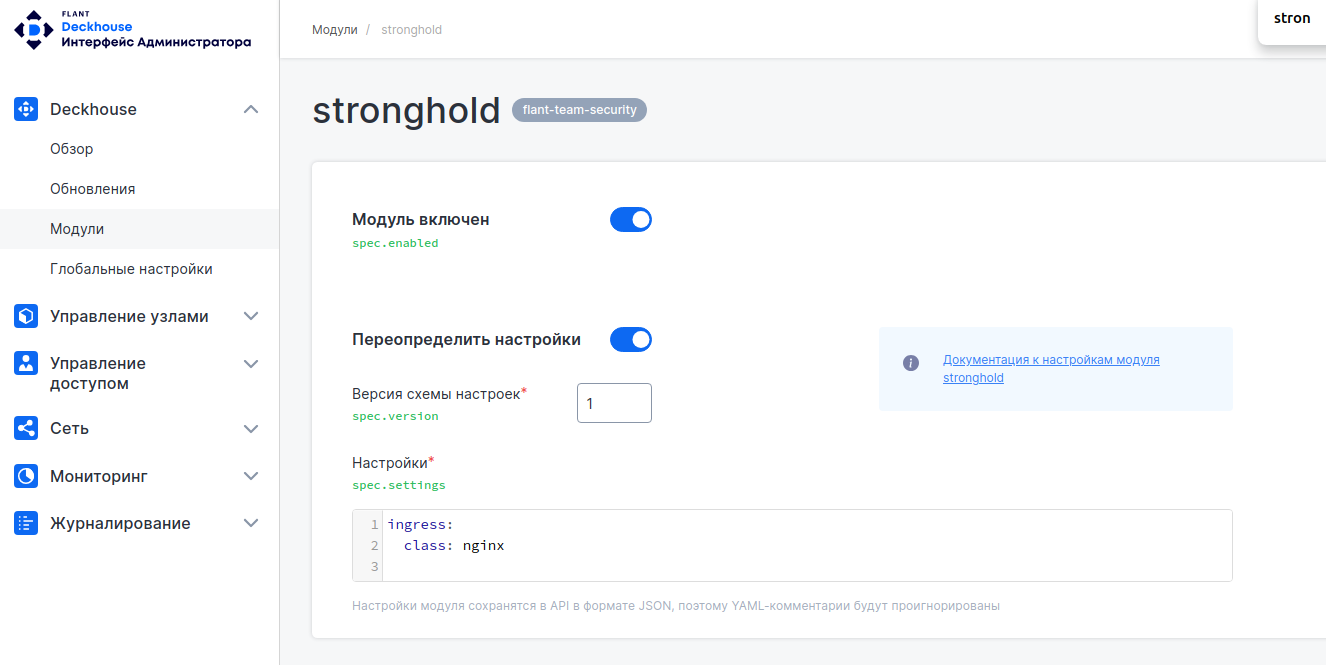 FLANT
Deckhouse
Интерфейс Администратора
Deckhouse
Обзор
Обновления
Модули
Глобальные настройки
Управление узлами
Управление
доступом
Сеть
Мониторинг
Журналирование
Модули / stronghold
stron
stronghold flant-team-security
Модуль включен
spec.enabled
Переопределить настройки
Документация к настройкам модуля
stronghold
Версия схемы настроек* 1
spec.version
Настройки*
spec.settings
1 ingress:
2 class: nginx
3
Настройки модуля сохранятся в API в формате JSON, поэтому YAML-комментарии будут проигнорированы